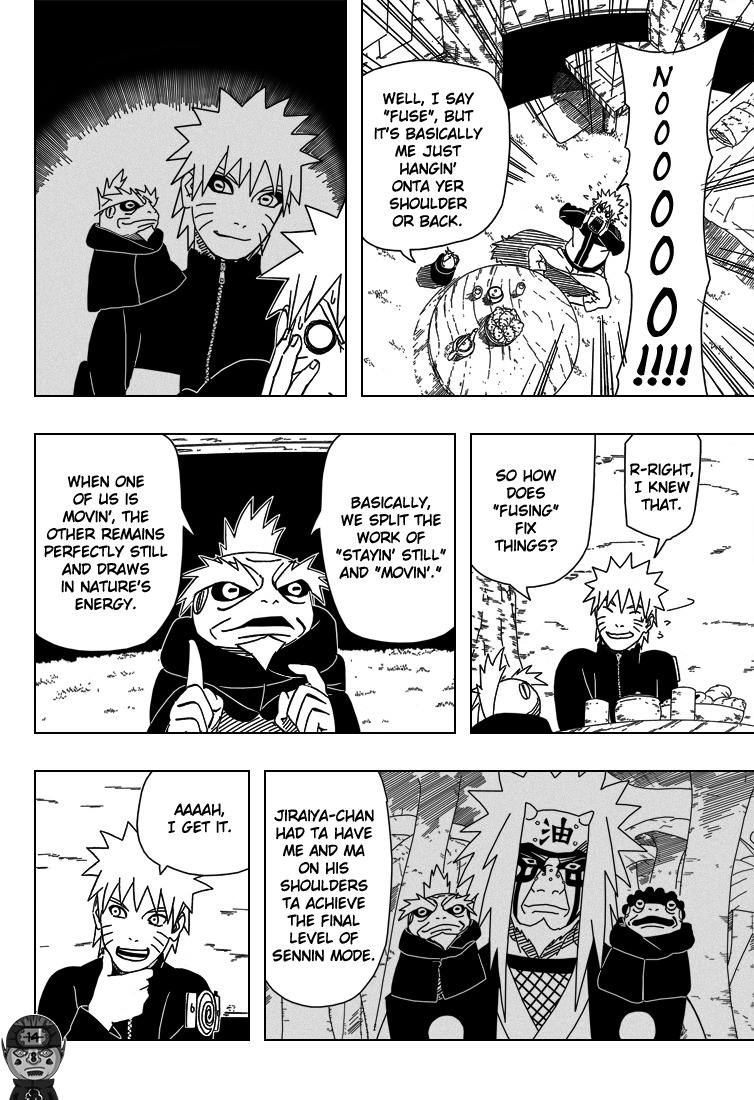 NOOOOOO!!!!
WELL, I SAY
"FUSE", BUT
IT'S BASICALLY
ME JUST
HANGIN'
ONTA YER
SHOULDER
OR BACK.
R-RIGHT,
I KNEW
THAT.
SO HOW
DOES
"FUSING"
FIX
THINGS?
BASICALLY,
WE SPLIT THE
WORK OF
"STAYIN' STILL"
AND "MOVIN'."
WHEN ONE
OF US IS
MOVIN', THE
OTHER REMAINS
PERFECTLY STILL
AND DRAWS
IN NATURE'S
ENERGY.
油
JIRAIYA-CHAN
HAD TA HAVE
ME AND MA
ON HIS
SHOULDERS
TA ACHIEVE
THE FINAL
LEVEL OF
SENNIN MODE.
AAAAH,
I GET IT.
14